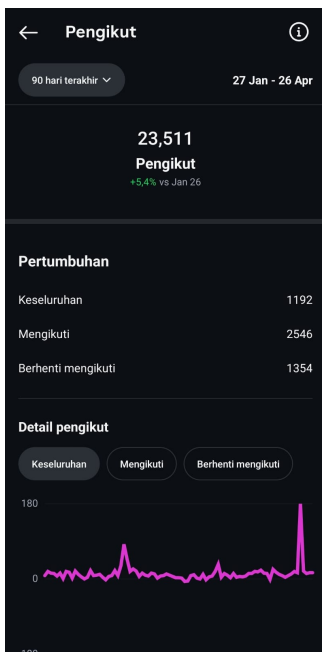 Pengikut
90 hari terakhir
27 Jan - 26 Apr
23,511
Pengikut
+5,4% vs Jan 26
Pertumbuhan
Keseluruhan 1192
Mengikuti 2546
Berhenti mengikuti 1354
Detail pengikut
Keseluruhan Mengikuti Berhenti mengikuti
180
0